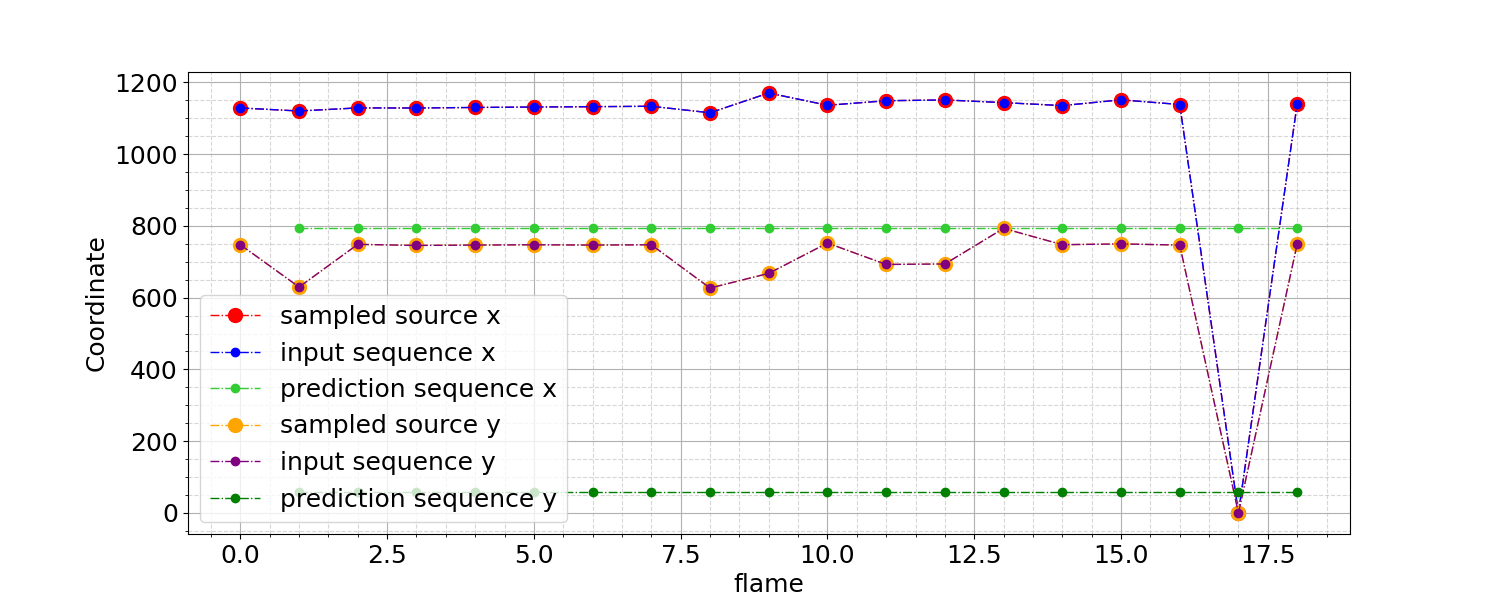 1200
1000
800
600
400
200
0
Coordinate
sampled source x
input sequence x
prediction sequence x
sampled source y
input sequence y
prediction sequence y
0.0 2.5 5.0 7.5 10.0 12.5 15.0 17.5
flame